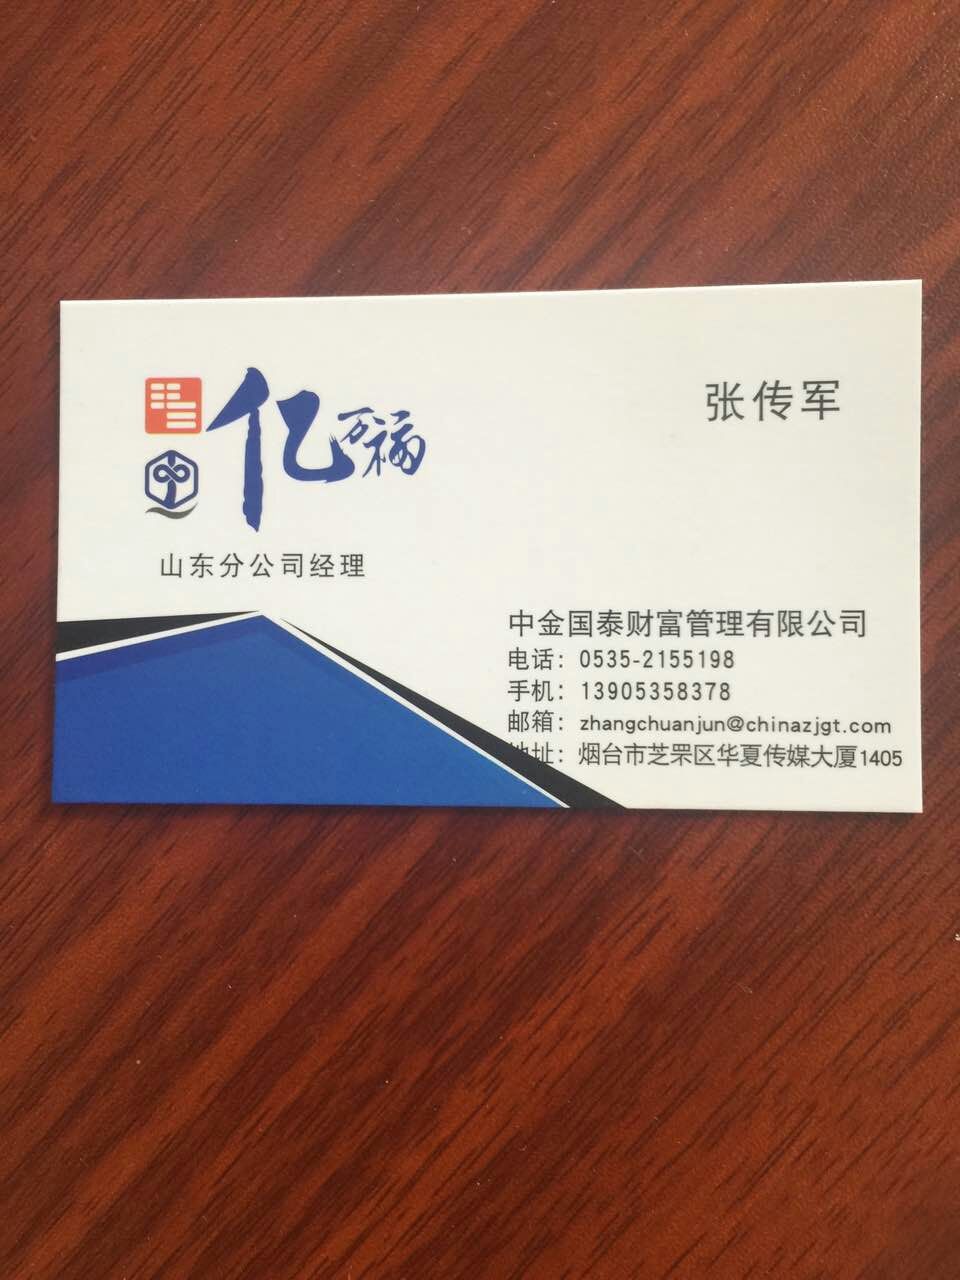 亿万福
张传军
山东分公司经理
中金国泰财富管理有限公司
电话：0535-2155198
手机：13905358378
邮箱：zhangchuanjun@chinazjgt.com
地址：烟台市芝罘区华夏传媒大厦1405